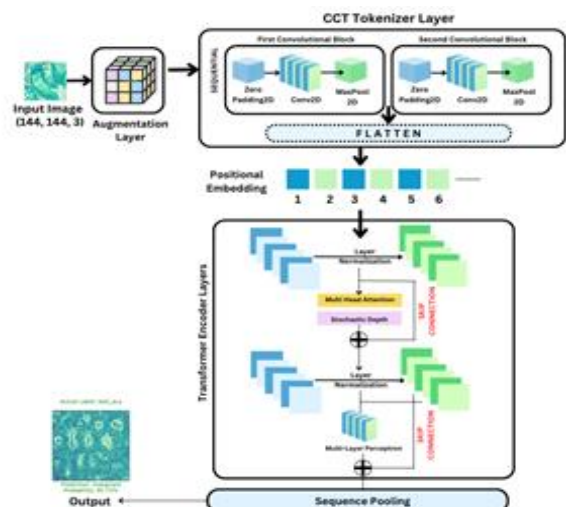 CCT Tokenizer Layer
SEQUENTIAL
First Convolutional Block
Second Convolutional Block
Zero
Padding2D
Conv2D
MaxPool
2D
Zero
Padding2D
Conv2D
MaxPool
2D
Input Image
(144, 144, 3)
Augmentation
Layer
FLATTEN
Positional
Embedding
1 2 3 4 5 6
Transformer Encoder Layers
Layer
Normalization
Multi Head Attention
Stochastic Depth
SKIP
CONNECTION
Layer
Normalization
Multi-Layer Perception
SKIP
CONNECTION
Output
Sequence Pooling